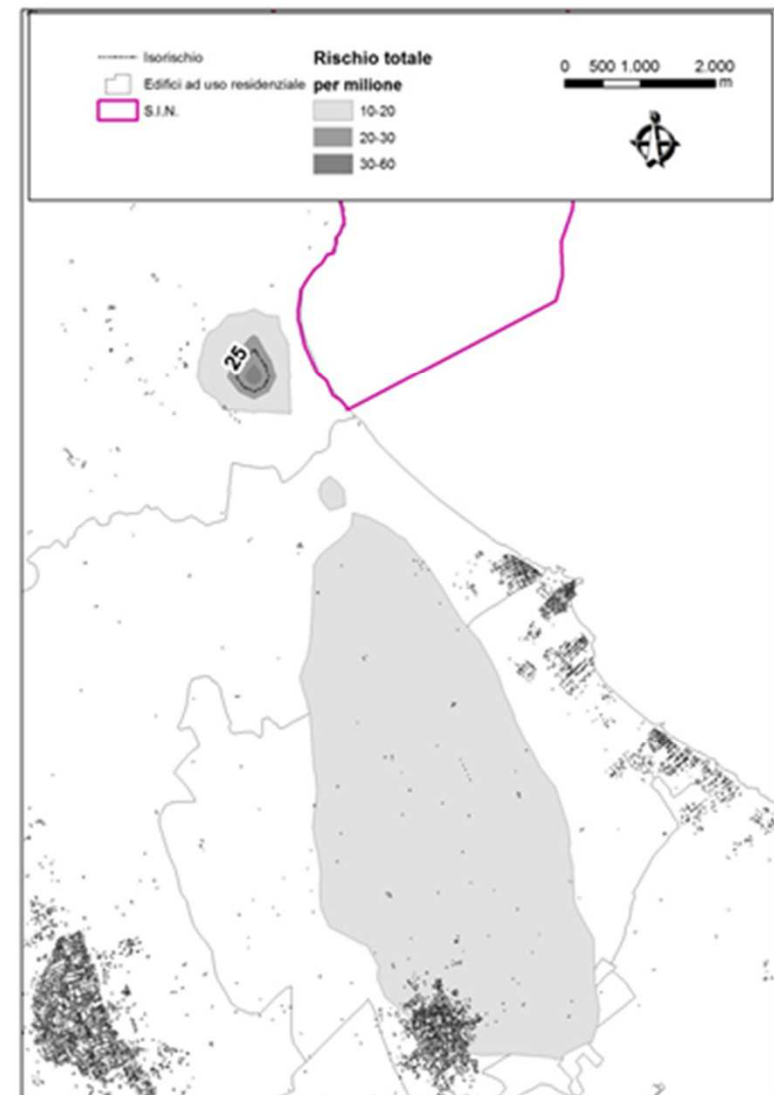 Isorischio
Edifici ad uso residenziale
S.I.N.
Rischio totale
per milione
10-20
20-30
30-60
0 500 1.000 2.000
m
25